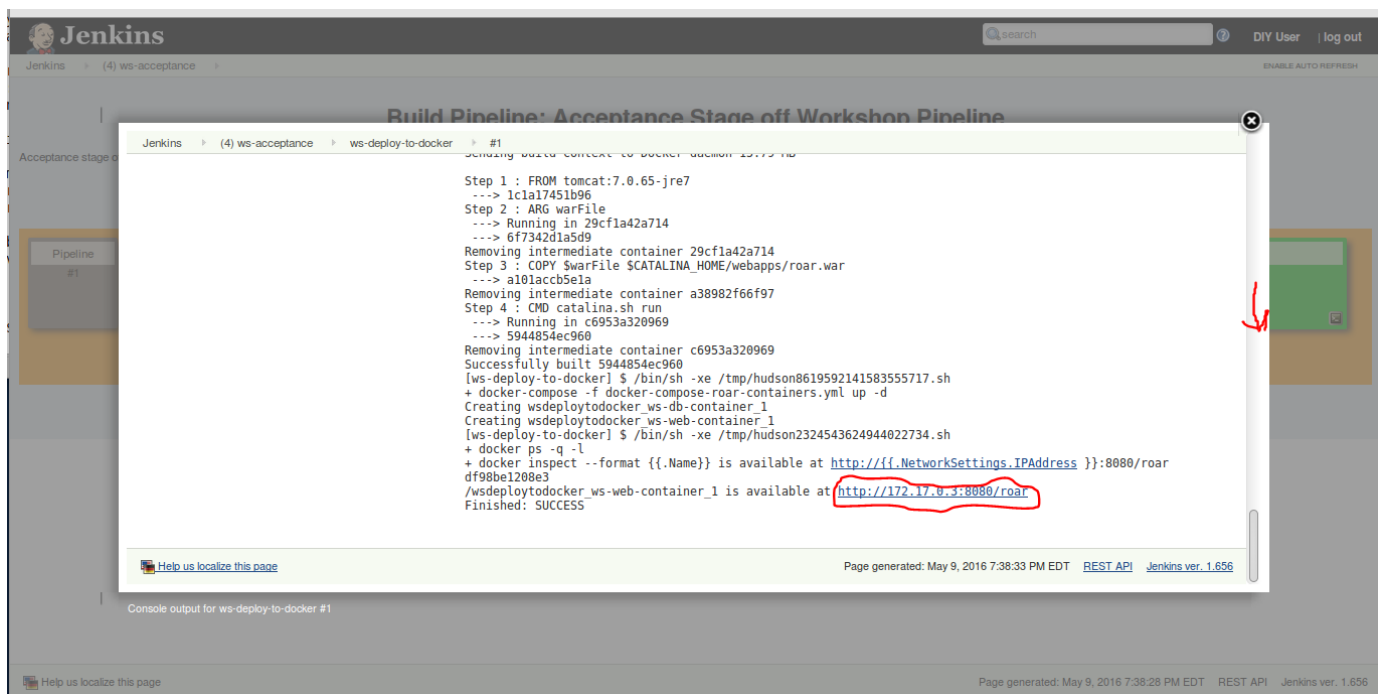 Jenkins
search
DIY User | log out
Jenkins (4) ws-acceptance
ENABLE AUTO REFRESH
Build Pipeline: Acceptance Stage off Workshop Pipeline
Acceptance stage
Pipeline
#1
Jenkins (4) ws-acceptance ws-deploy-to-docker #1
Sending build context to Docker daemon 13.79 MB
Step 1 : FROM tomcat:7.0.65-jre7
---> 1c1a17451b96
Step 2 : ARG warFile
---> Running in 29cf1a42a714
---> 6f7342d1a5d9
Removing intermediate container 29cf1a42a714
Step 3 : COPY $warFile $CATALINA_HOME/webapps/roar.war
---> a101accb5e1a
Removing intermediate container a38982f66f97
Step 4 : CMD catalina.sh run
---> Running in c6953a320969
---> 5944854ec960
Removing intermediate container c6953a320969
Successfully built 5944854ec960
[ws-deploy-to-docker] $ /bin/sh -xe /tmp/hudson8619592141583555717.sh
+ docker-compose -f docker-compose-roar-containers.yml up -d
Creating wsdeploytodocker_ws-db-container_1
Creating wsdeploytodocker_ws-web-container_1
[ws-deploy-to-docker] $ /bin/sh -xe /tmp/hudson2324543624944022734.sh
+ docker ps -q -l
+ docker inspect --format {{.Name}} is available at http://{{.NetworkSettings.IPAddress }}:8080/roar
df98be1208e3
/wsdeploytodocker_ws-web-container_1 is available at http://172.17.0.3:8080/roar
Finished: SUCCESS
Help us localize this page
Page generated: May 9, 2016 7:38:33 PM EDT REST API Jenkins ver. 1.656
Console output for ws-deploy-to-docker #1
Help us localize this page
Page generated: May 9, 2016 7:38:28 PM EDT REST API Jenkins ver. 1.656